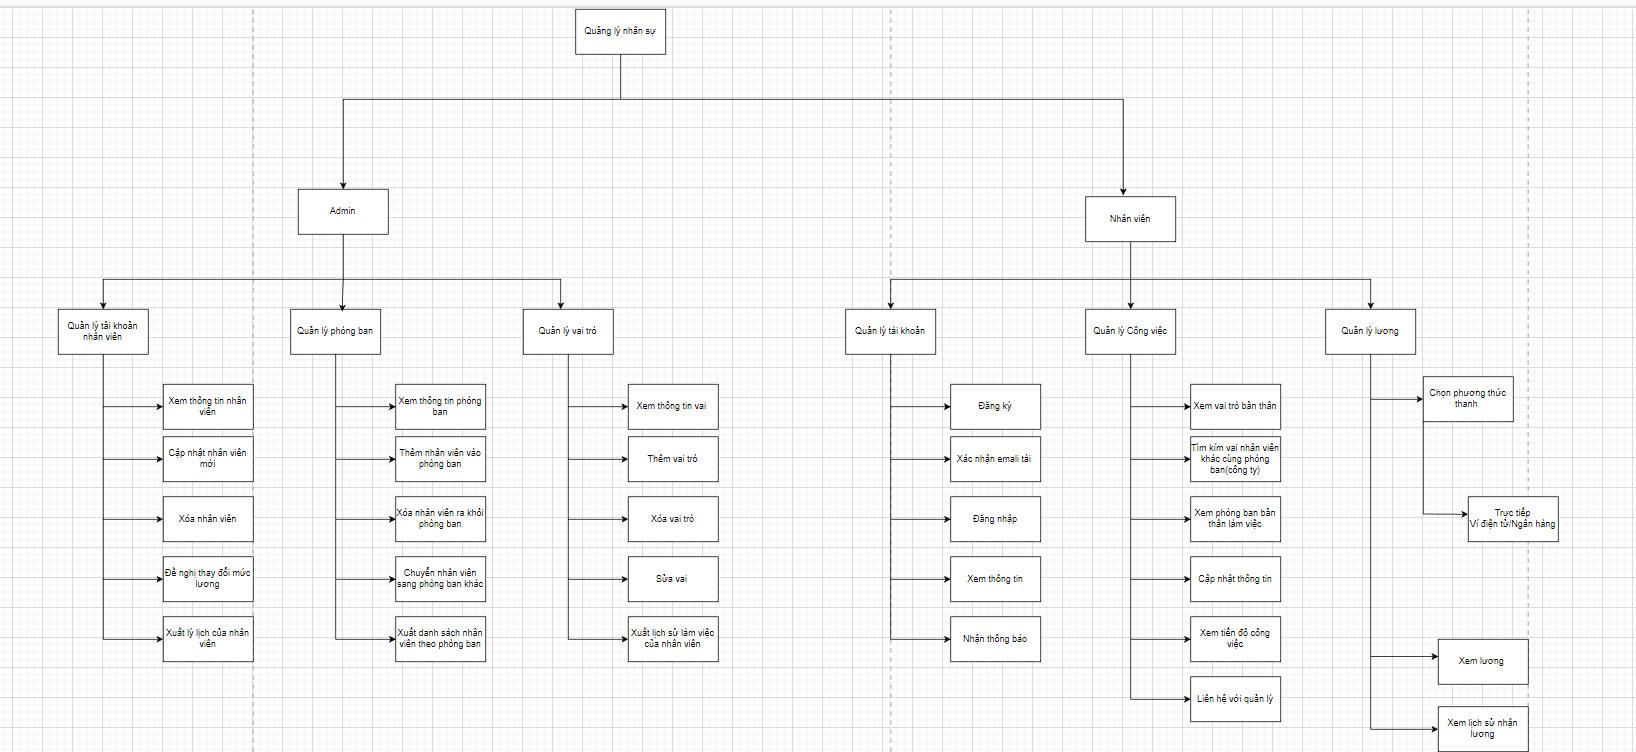 Quảng lý nhân sự
Admin
Nhân viên
Quản lý tài khoản
nhân viên
Quản lý phòng ban
Quản lý vai trò
Quản lý tài khoản
Quản lý Công việc
Quản lý lương
Xem thông tin nhân
viên
Cập nhật nhân viên
mới
Xóa nhân viên
Đề nghị thay đổi mức
lương
Xuất lý lịch của nhân
viên
Xem thông tin phòng
ban
Thêm nhân viên vào
phòng ban
Xóa nhân viên ra khỏi
phòng ban
Chuyển nhân viên
sang phòng ban khác
Xuất danh sách nhân
viên theo phòng ban
Xem thông tin vai
Thêm vai trò
Xóa vai trò
Sửa vai
Xuất lịch sử làm việc
của nhân viên
Đăng ký
Xác nhận emali tài
Đăng nhập
Xem thông tin
Nhận thông báo
Xem vai trò bản thân
Tìm kím vai nhân viên
khác cùng phòng
ban(công ty)
Xem phòng ban bản
thân làm việc
Cập nhật thông tin
Xem tiến độ công
việc
Liên hệ với quản lý
Chọn phương thức
thanh
Trực tiếp
Ví điện tử/Ngân hàng
Xem lương
Xem lịch sử nhận
lương